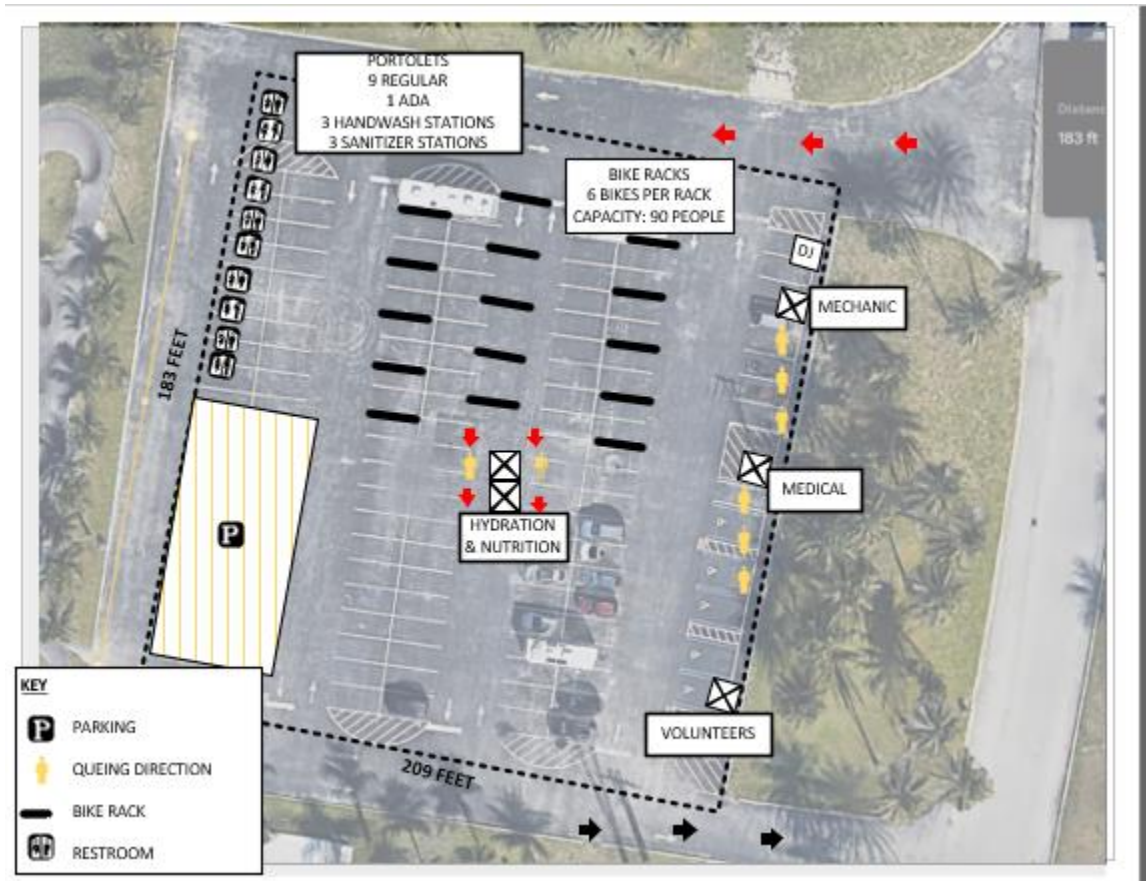 PORTOLETS
9 REGULAR
1 ADA
3 HANDWASH STATIONS
3 SANITIZER STATIONS
Distanc
183 ft
BIKE RACKS
6 BIKES PER RACK
CAPACITY: 90 PEOPLE
DJ
MECHANIC
183 FEET
MEDICAL
P
HYDRATION
& NUTRITION
VOLUNTEERS
209 FEET
KEY
P PARKING
QUEING DIRECTION
BIKE RACK
RESTROOM